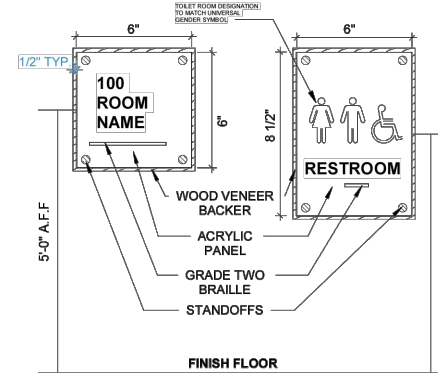 TOILET ROOM DESIGNATION
TO MATCH UNIVERSAL
GENDER SYMBOL
6"
6"
1/2" TYP.
100
ROOM
NAME
6"
8 1/2"
RESTROOM
WOOD VENEER
BACKER
ACRYLIC
PANEL
GRADE TWO
BRAILLE
STANDOFFS
5'-0" A.F.F
FINISH FLOOR